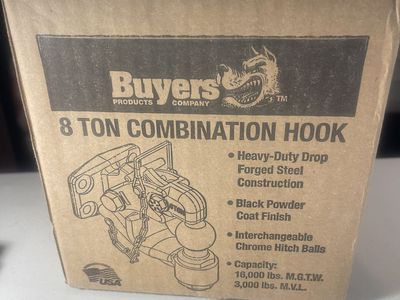 Buyers
PRODUCTS COMPANY TM
8 TON COMBINATION HOOK
• Heavy-Duty Drop
Forged Steel
Construction
• Black Powder
Coat Finish
• Interchangeable
Chrome Hitch Balls
• Capacity:
16,000 lbs. M.G.T.W.
3,000 lbs. M.V.L.
USA